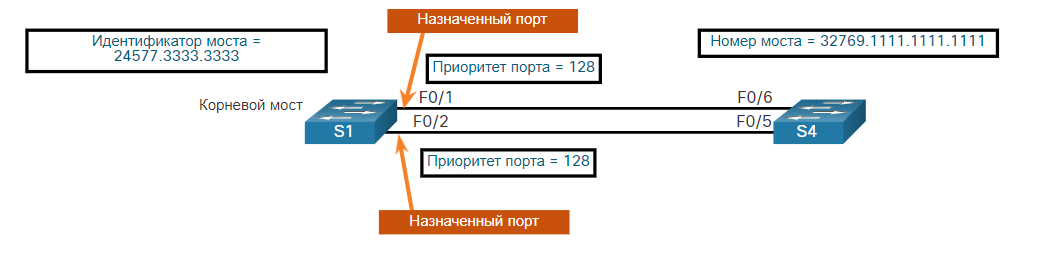 Назначенный порт
Идентификатор моста =
24577.3333.3333
Номер моста = 32769.1111.1111.1111
Приоритет порта = 128
Корневой мост
F0/1
F0/6
S1
F0/2
F0/5
S4
Приоритет порта = 128
Назначенный порт